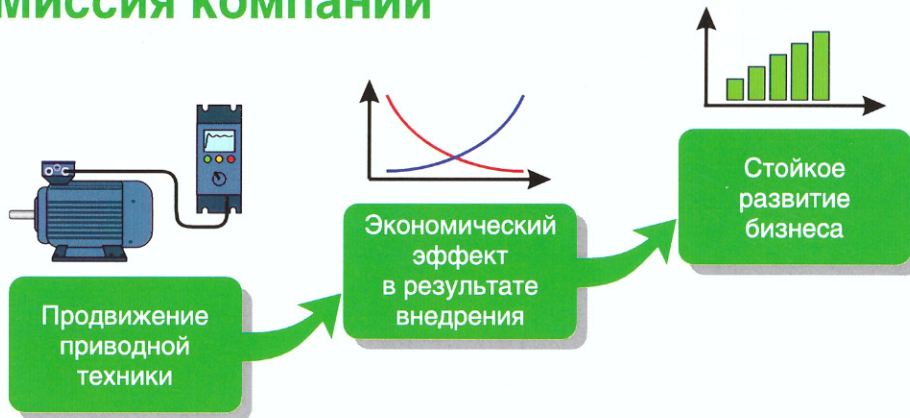 Миссия компании
Продвижение
приводной
техники
Экономический
эффект
в результате
внедрения
Стойкое
развитие
бизнеса